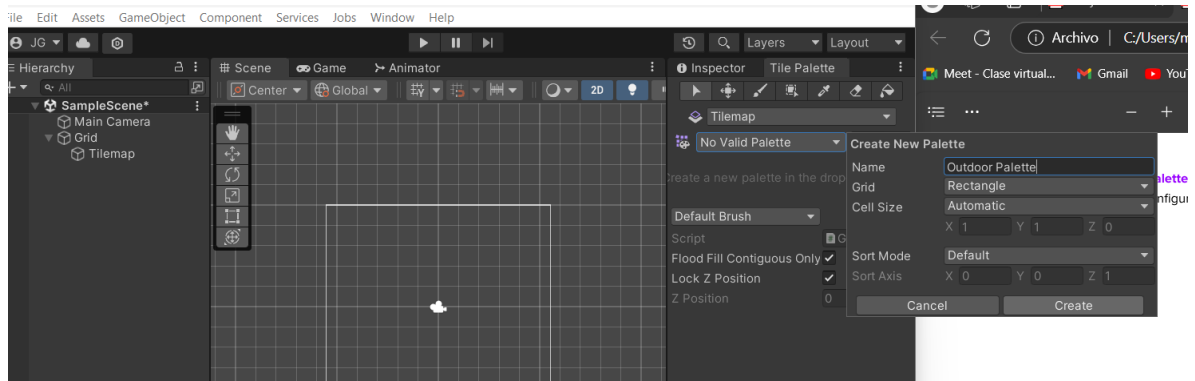 File Edit Assets GameObject Component Services Jobs Window Help
JG Layers Layout
Archivo | C:/Users/m
Hierarchy Scene Game Animator Inspector Tile Palette
Meet - Clase virtual... Gmail YouT
All Center Global 2D
SampleScene*
Main Camera
Grid
Tilemap
Tilemap
No Valid Palette
Create a new palette in the drop
Default Brush
Script G
Flood Fill Contiguous Only
Lock Z Position
Z Position 0
Create New Palette
Name Outdoor Palette
Grid Rectangle
Cell Size Automatic
X 1 Y 1 Z 0
Sort Mode Default
Sort Axis X 0 Y 0 Z 1
Cancel Create
alette
nfigur